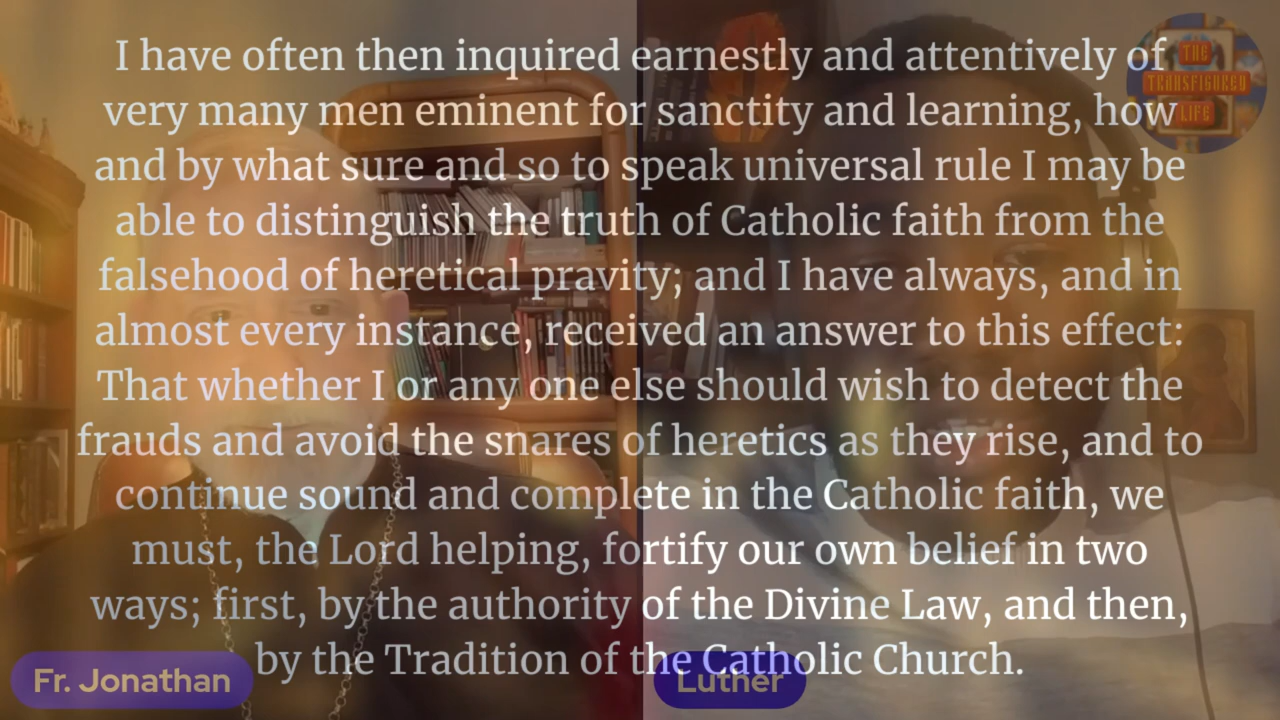 I have often then inquired earnestly and attentively of
very many men eminent for sanctity and learning, how
and by what sure and so to speak universal rule I may be
able to distinguish the truth of Catholic faith from the
falsehood of heretical pravity; and I have always, and in
almost every instance, received an answer to this effect:
That whether I or any one else should wish to detect the
frauds and avoid the snares of heretics as they rise, and to
continue sound and complete in the Catholic faith, we
must, the Lord helping, fortify our own belief in two
ways; first, by the authority of the Divine Law, and then,
by the Tradition of the Catholic Church.
THE
TRANSFIGURED
LIFE
Fr. Jonathan
Luther